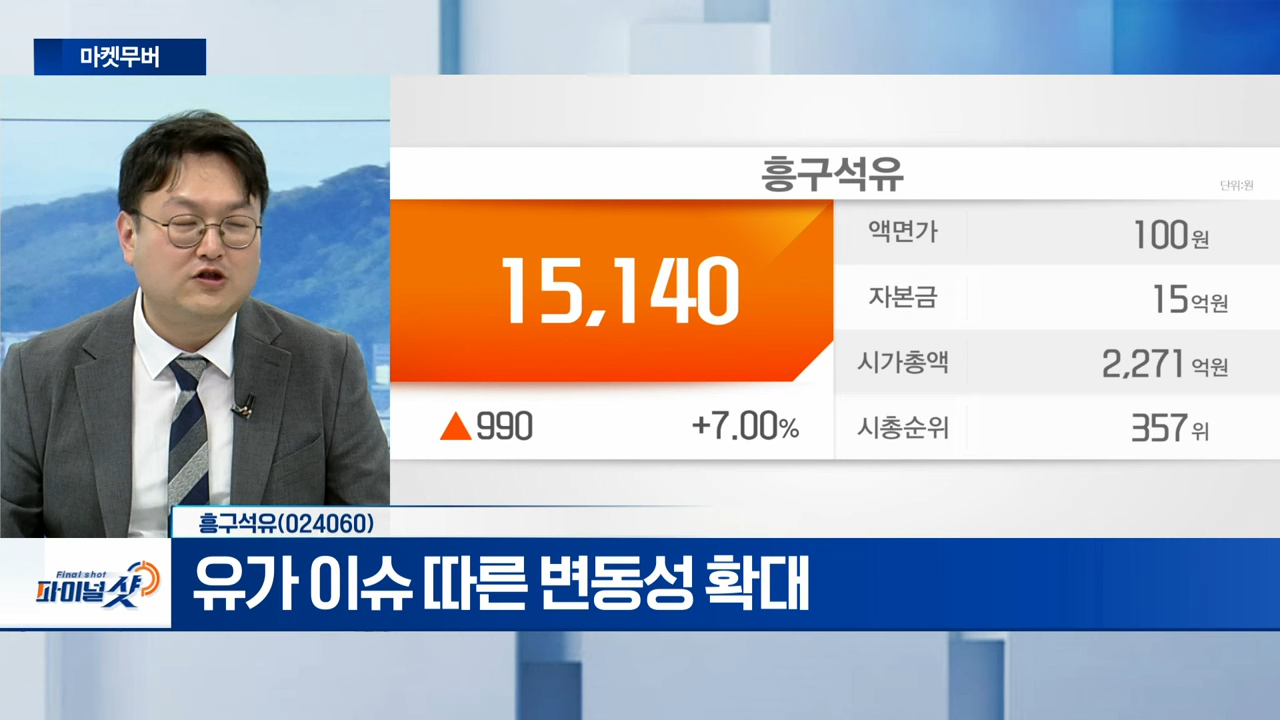 마켓무버
흥구석유
단위:원
15,140
▲990 +7.00%
액면가 100원
자본금 15억원
시가총액 2,271억원
시총순위 357위
흥구석유(024060)
Final shot
파이널샷
유가 이슈 따른 변동성 확대